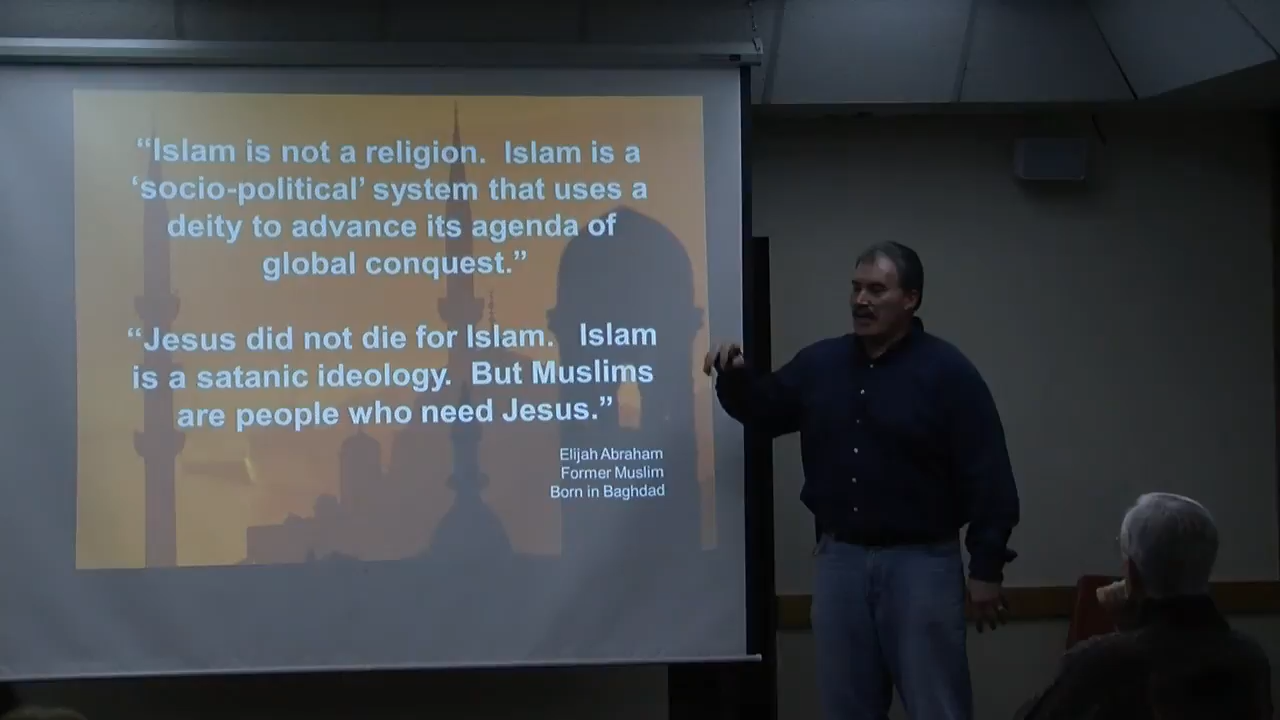 “Islam is not a religion.  Islam is a
‘socio-political’ system that uses a
deity to advance its agenda of
global conquest.”
“Jesus did not die for Islam.   Islam
is a satanic ideology.  But Muslims
are people who need Jesus.”
Elijah Abraham
Former Muslim
Born in Baghdad